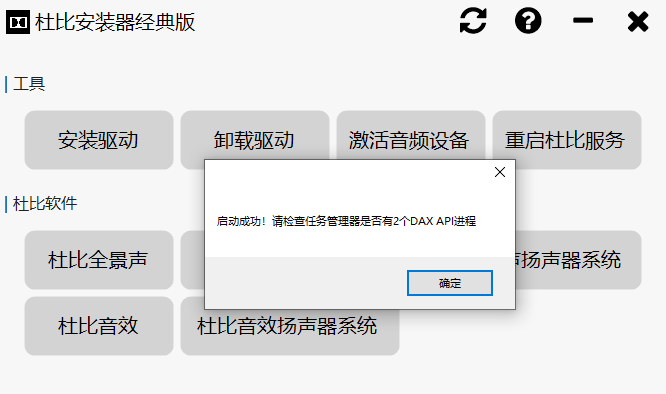 杜比安装器经典版
工具
安装驱动
卸载驱动
激活音频设备
重启杜比服务
启动成功！请检查任务管理器是否有2个DAX API进程
确定
杜比软件
杜比全景声
扬声器系统
杜比音效
杜比音效扬声器系统